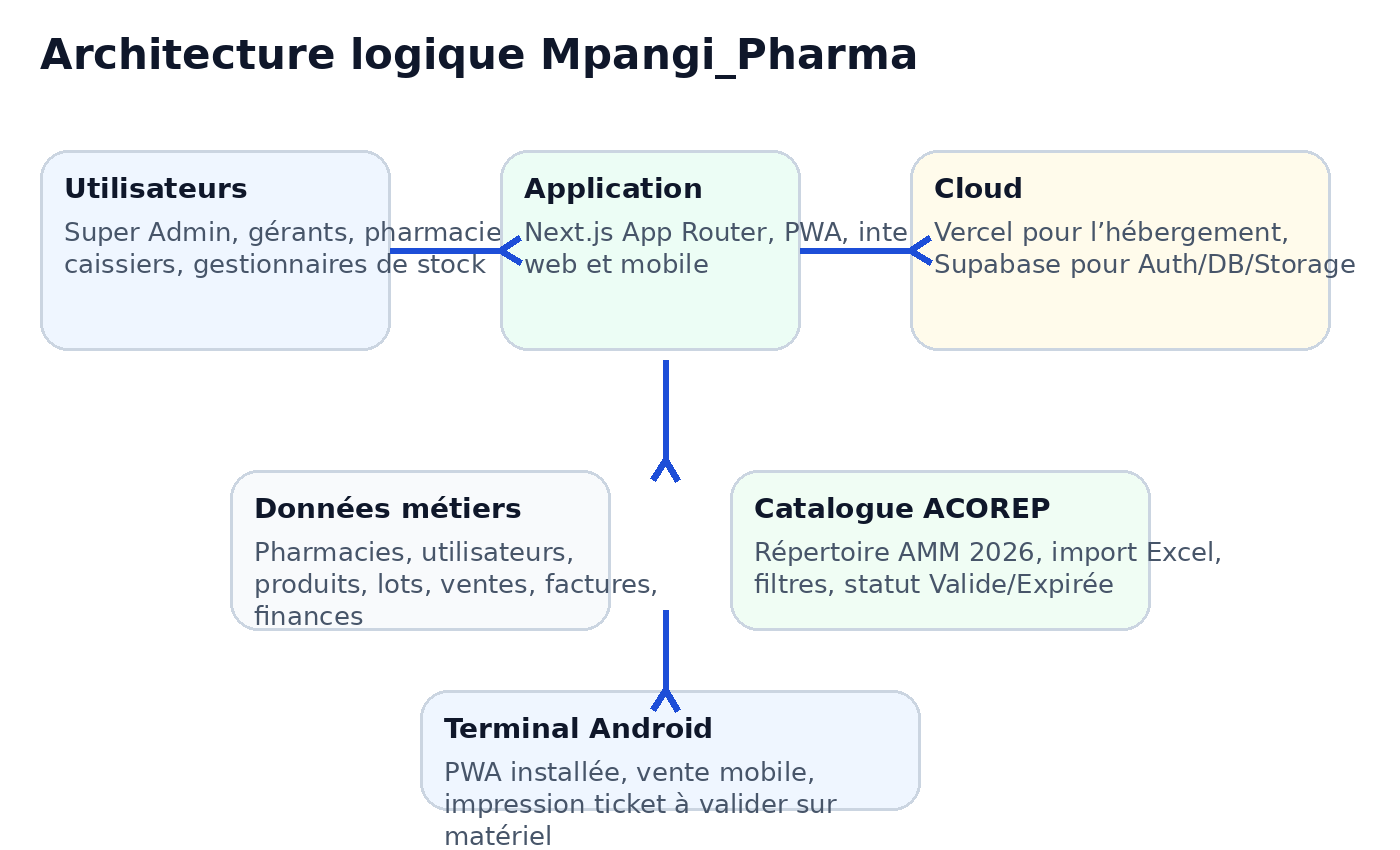 Architecture logique Mpangi_Pharma
Utilisateurs
Super Admin, gérants, pharmacie
caissiers, gestionnaires de stock
Application
Next.js App Router, PWA, inte
web et mobile
Cloud
Vercel pour l’hébergement,
Supabase pour Auth/DB/Storage
Données métiers
Pharmacies, utilisateurs,
produits, lots, ventes, factures,
finances
Catalogue ACOREP
Répertoire AMM 2026, import Excel,
filtres, statut Valide/Expirée
Terminal Android
PWA installée, vente mobile,
impression ticket à valider sur
matériel